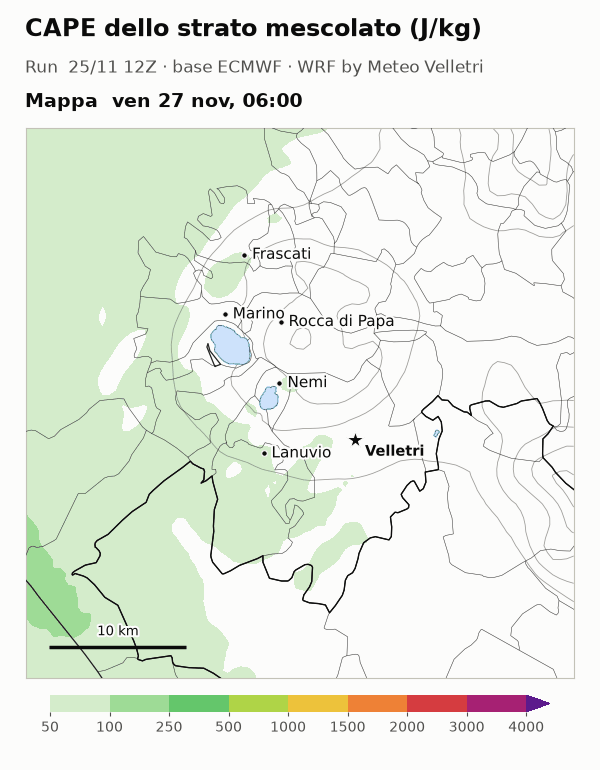 CAPE dello strato mescolato (J/kg)
Run  25/11 12Z · base ECMWF · WRF by Meteo Velletri
Mappa  ven 27 nov, 06:00
Frascati
Marino
Rocca di Papa
Nemi
Velletri
Lanuvio
10 km
50 100 250 500 1000 1500 2000 3000 4000